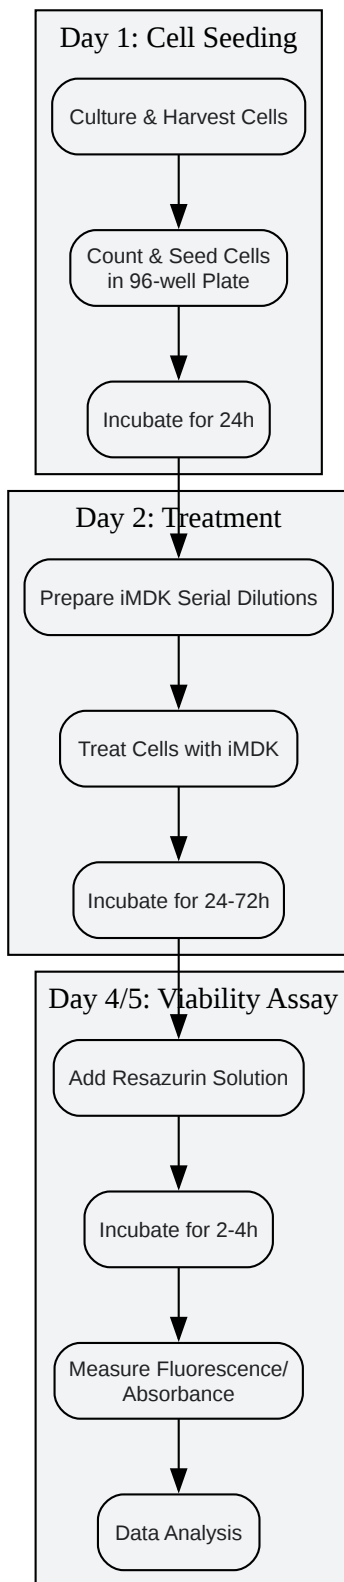 Day 1: Cell Seeding
Culture & Harvest Cells
Count & Seed Cells
in 96-well Plate
Incubate for 24h
Day 2: Treatment
Prepare iMDK Serial Dilutions
Treat Cells with iMDK
Incubate for 24-72h
Day 4/5: Viability Assay
Add Resazurin Solution
Incubate for 2-4h
Measure Fluorescence/
Absorbance
Data Analysis